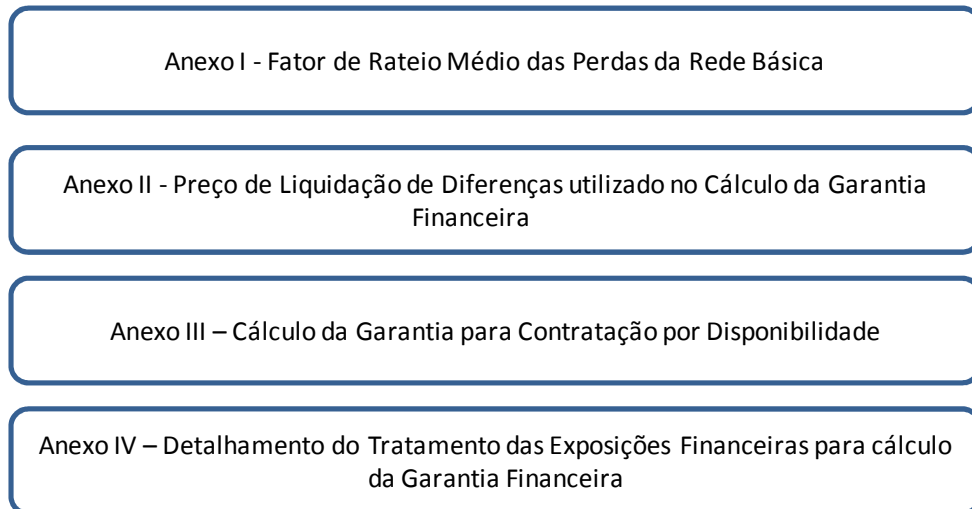 Anexo I - Fator de Rateio Médio das Perdas da Rede Básica
Anexo II - Preço de Liquidação de Diferenças utilizado no Cálculo da Garantia
Financeira
Anexo III – Cálculo da Garantia para Contratação por Disponibilidade
Anexo IV – Detalhamento do Tratamento das Exposições Financeiras para cálculo
da Garantia Financeira